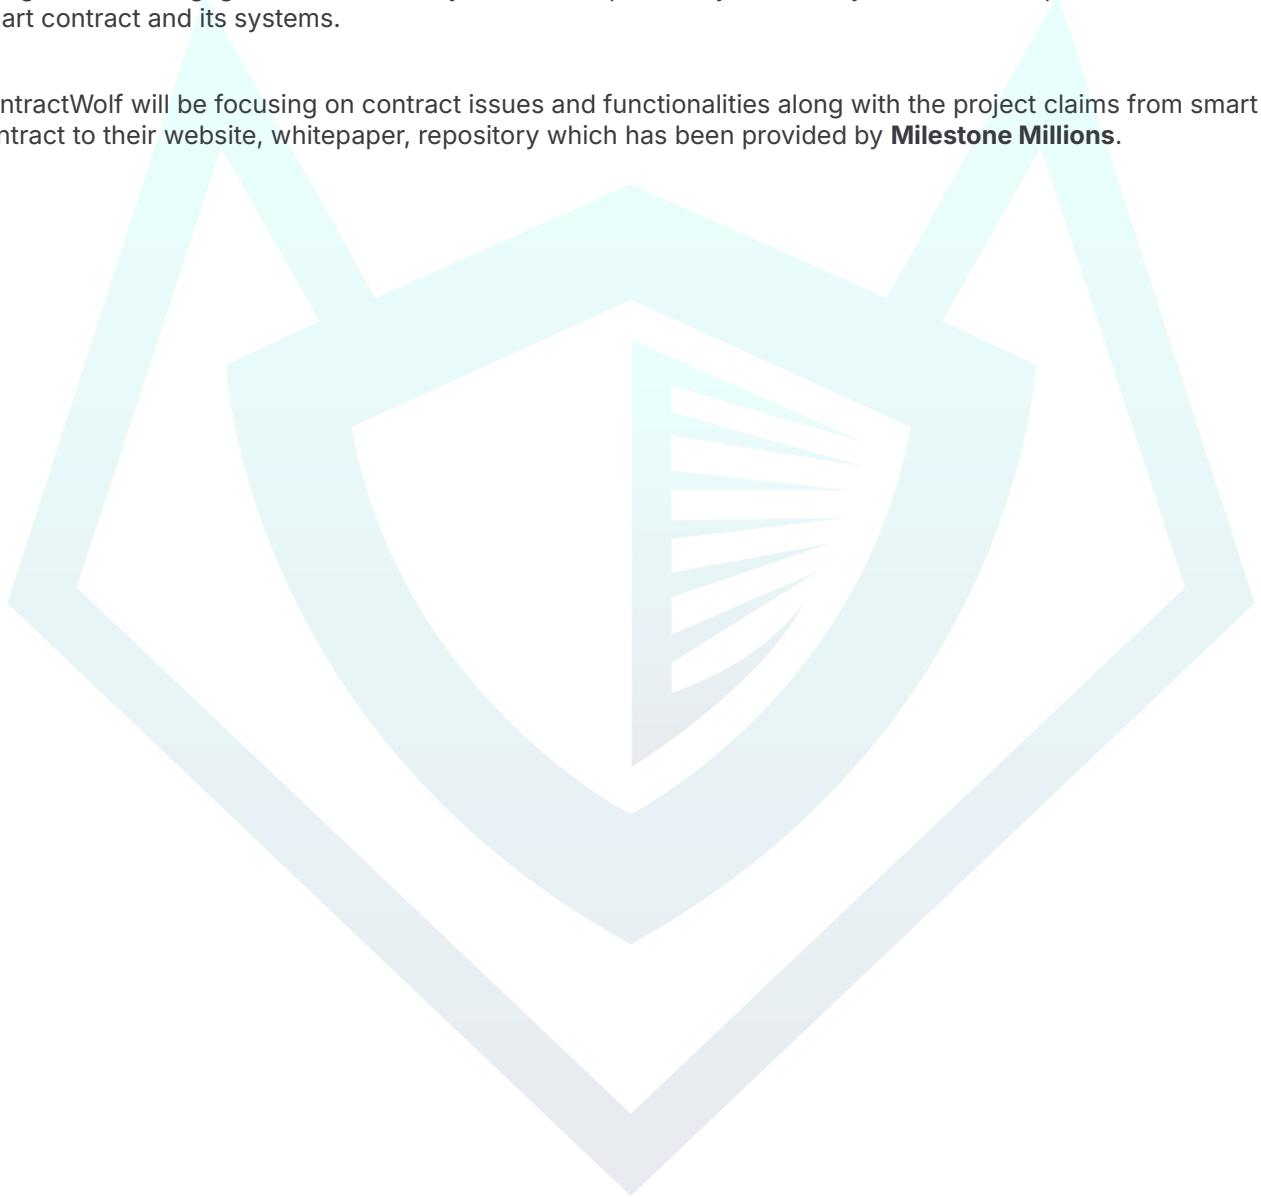 art contract and its systems.
ntractWolf will be focusing on contract issues and functionalities along with the project claims from smart
ntract to their website, whitepaper, repository which has been provided by Milestone Millions.